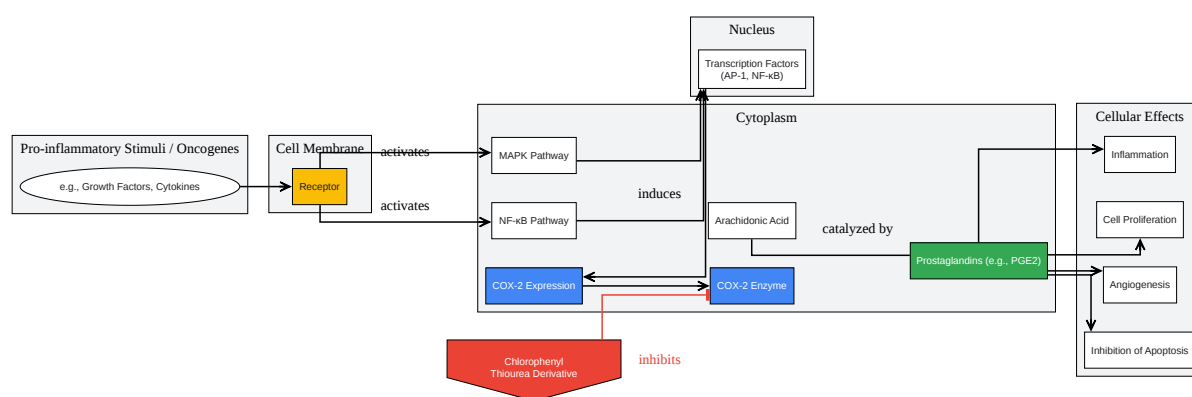 Nucleus
Transcription Factors
(AP-1, NF-κB)
Cytoplasm
Cellular Effects
Pro-inflammatory Stimuli / Oncogenes
Cell Membrane
activates
MAPK Pathway
Inflammation
e.g., Growth Factors, Cytokines
Receptor
induces
activates
NF-κB Pathway
Arachidonic Acid
catalyzed by
Cell Proliferation
Prostaglandins (e.g., PGE2)
COX-2 Expression
COX-2 Enzyme
Angiogenesis
Inhibition of Apoptosis
Chlorophenyl
Thiourea Derivative
inhibits